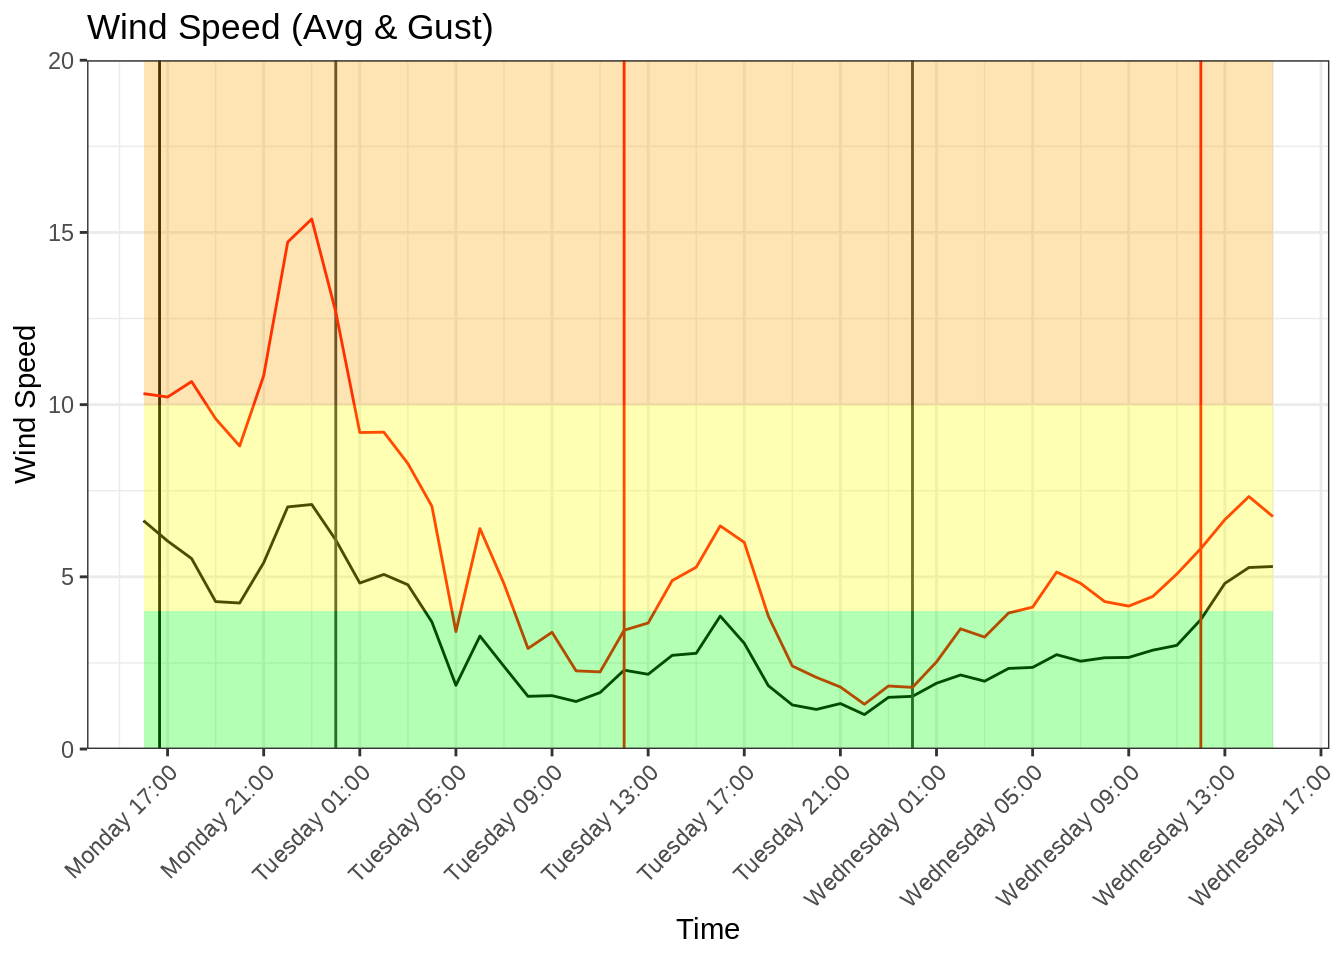 Wind Speed (Avg & Gust)
20
15
10
5
0
Wind Speed
Monday 17:00
Monday 21:00
Tuesday 01:00
Tuesday 05:00
Tuesday 09:00
Tuesday 13:00
Tuesday 17:00
Tuesday 21:00
Wednesday 01:00
Wednesday 05:00
Wednesday 09:00
Wednesday 13:00
Wednesday 17:00
Time